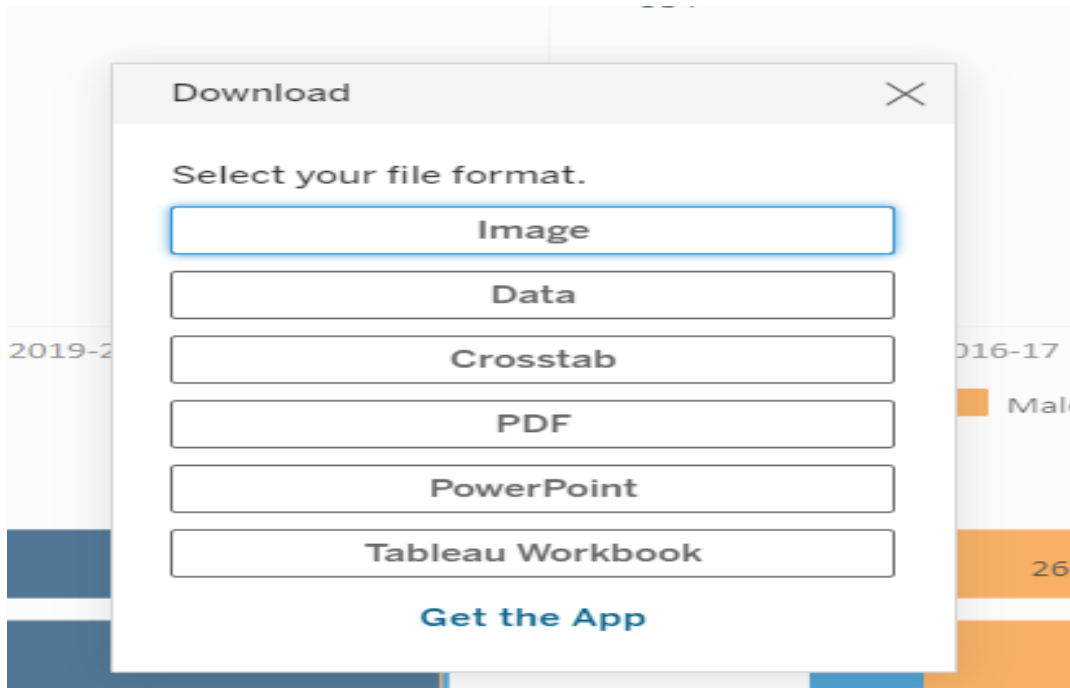 Download
Select your file format.
Image
Data
Crosstab
2019-2
016-17
Male
PDF
PowerPoint
Tableau Workbook
26
Get the App